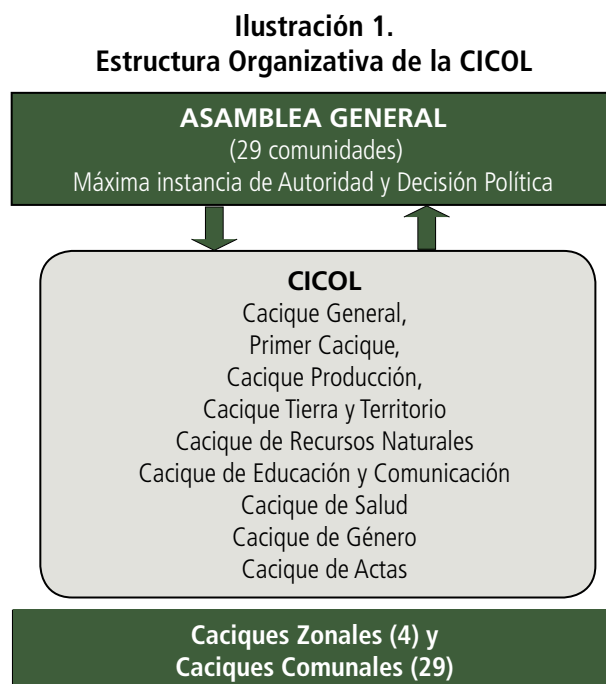 Ilustración 1.
Estructura Organizativa de la CICOL
ASAMBLEA GENERAL
(29 comunidades)
Máxima instancia de Autoridad y Decisión Política
CICOL
Cacique General,
Primer Cacique,
Cacique Producción,
Cacique Tierra y Territorio
Cacique de Recursos Naturales
Cacique de Educación y Comunicación
Cacique de Salud
Cacique de Género
Cacique de Actas
Caciques Zonales (4) y
Caciques Comunales (29)